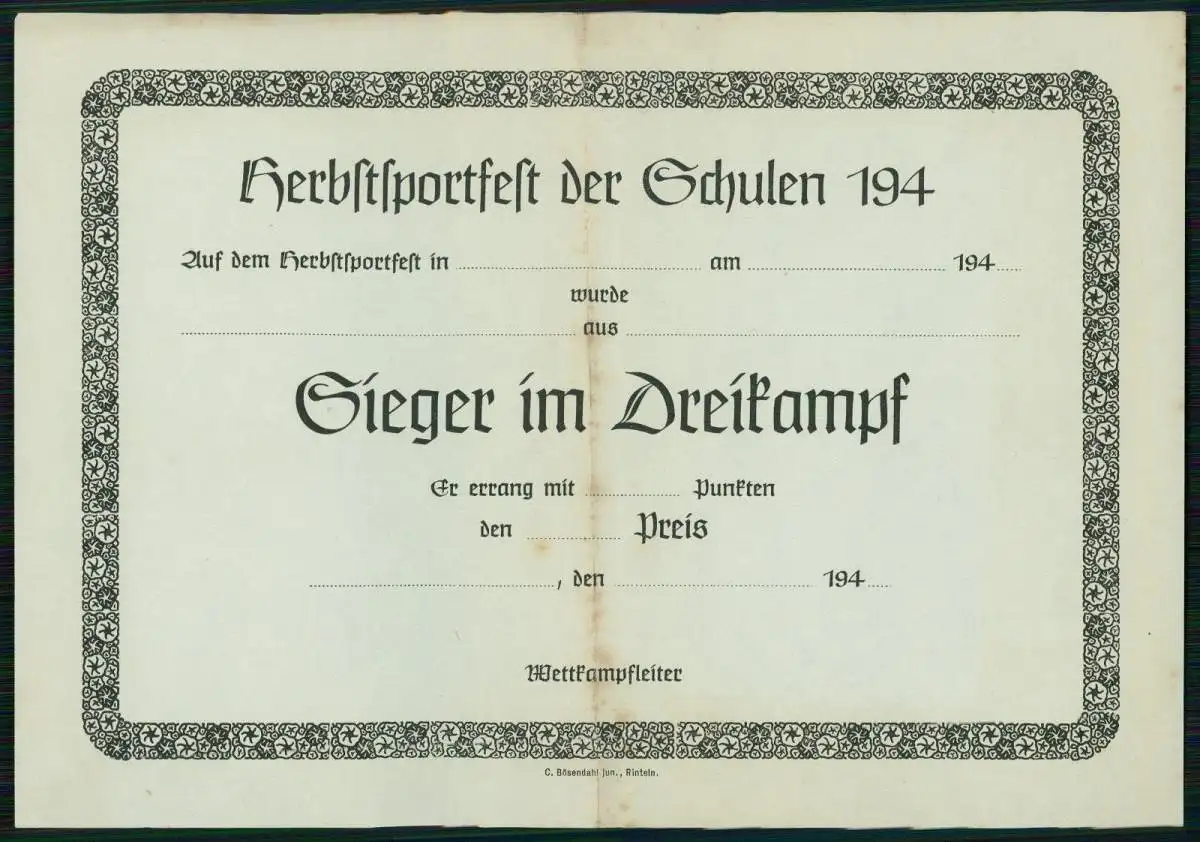 Herbstsportfest der Schulen 194
Auf dem Herbstsportfest in ........ am ........ 194....
wurde
........ aus ........
Sieger im Dreikampf
Er errang mit ........ Punkten
den ........ Preis
........, den ........ 194....
Wettkampfleiter
C. Bösendahl jun., Rinteln.